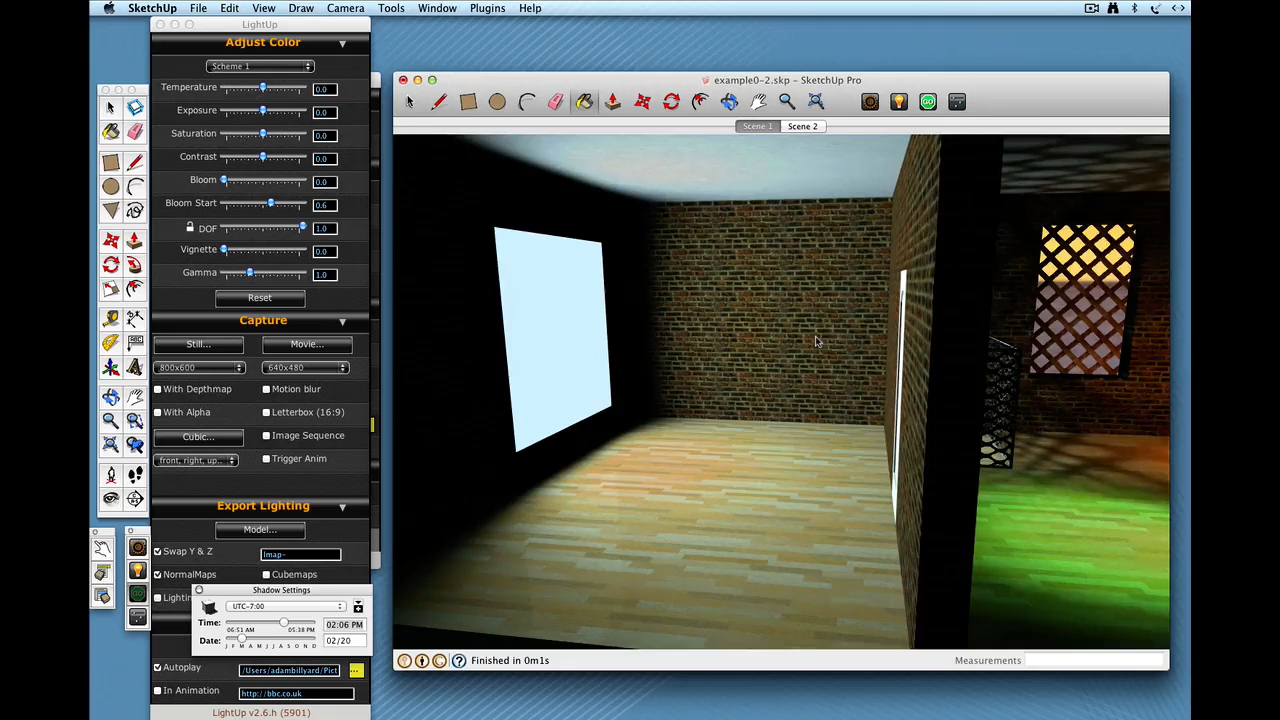 SketchUp File Edit View Draw Camera Tools Window Plugins Help
LightUp
Adjust Color
Scheme 1
Temperature 0.0
Exposure 0.0
Saturation 0.0
Contrast 0.0
Bloom 0.0
Bloom Start 0.6
DOF 1.0
Vignette 0.0
Gamma 1.0
Reset
Capture
Still... Movie...
800x600 640x480
With Depthmap Motion blur
With Alpha Letterbox (16:9)
Cubic... Image Sequence
front, right, up... Trigger Anim
Export Lighting
Model...
Swap Y & Z lmap-
NormalMaps Cubemaps
Shadow Settings
UTC-7:00
Time: 06:51 AM 05:38 PM 02:06 PM
Date: J F M A M J J A S O N D 02/20
Autoplay /Users/adambillyard/Pict ...
In Animation http://bbc.co.uk
LightUp v2.6.h (5901)
example0-2.skp - SketchUp Pro
GO
Scene 1 Scene 2
Finished in 0m1s
Measurements